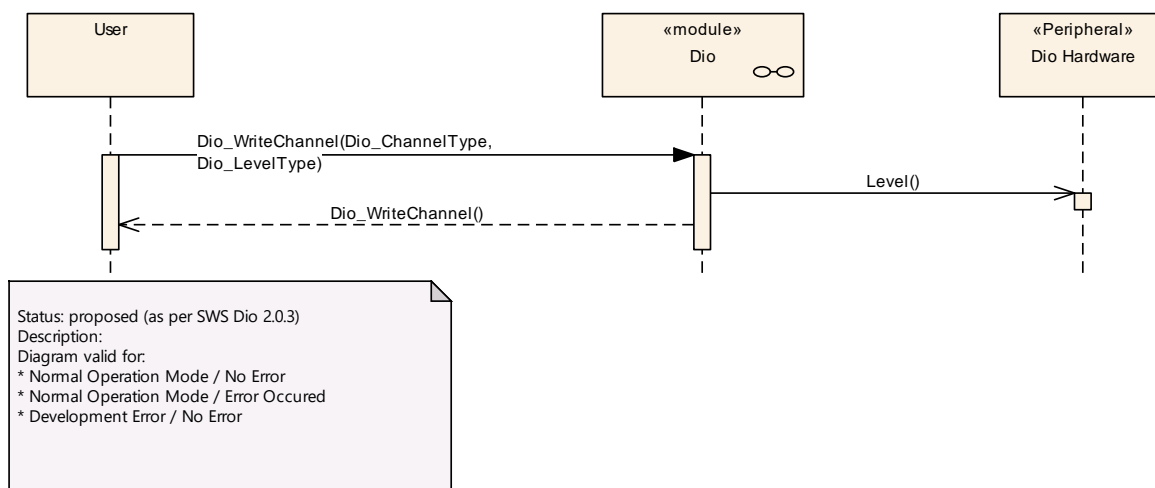 User
«module»
Dio
«Peripheral»
Dio Hardware
Dio_WriteChannel(Dio_ChannelType,
Dio_LevelType)
Level()
Dio_WriteChannel()
Status: proposed (as per SWS Dio 2.0.3)
Description:
Diagram valid for:
* Normal Operation Mode / No Error
* Normal Operation Mode / Error Occured
* Development Error / No Error